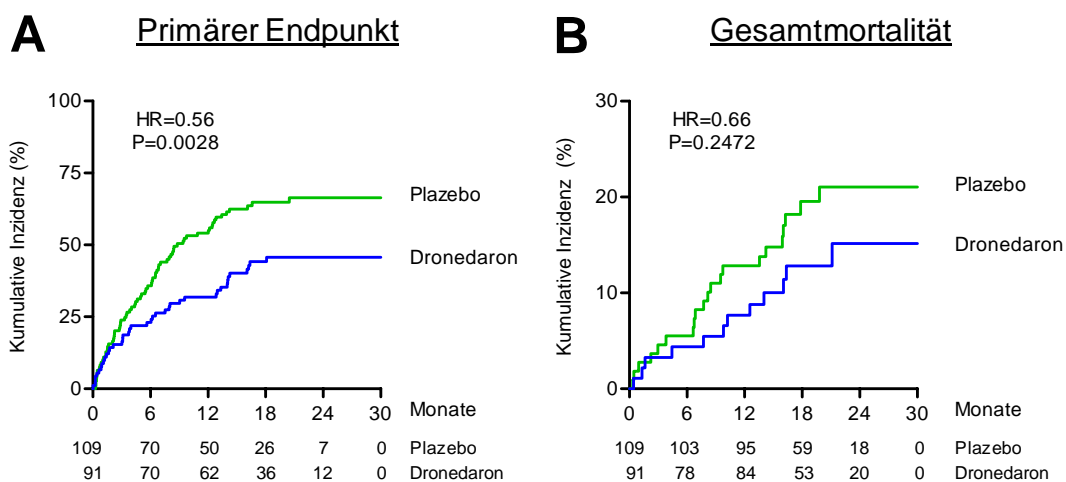 A Primärer Endpunkt
Kumulative Inzidenz (%)
100
75
50
25
0
HR=0.56
P=0.0028
Plazebo
Dronedaron
0 6 12 18 24 30 Monate
109 70 50 26 7 0 Plazebo
91 70 62 36 12 0 Dronedaron
B Gesamtmortalität
Kumulative Inzidenz (%)
30
20
10
0
HR=0.66
P=0.2472
Plazebo
Dronedaron
0 6 12 18 24 30 Monate
109 103 95 59 18 0 Plazebo
91 78 84 53 20 0 Dronedaron